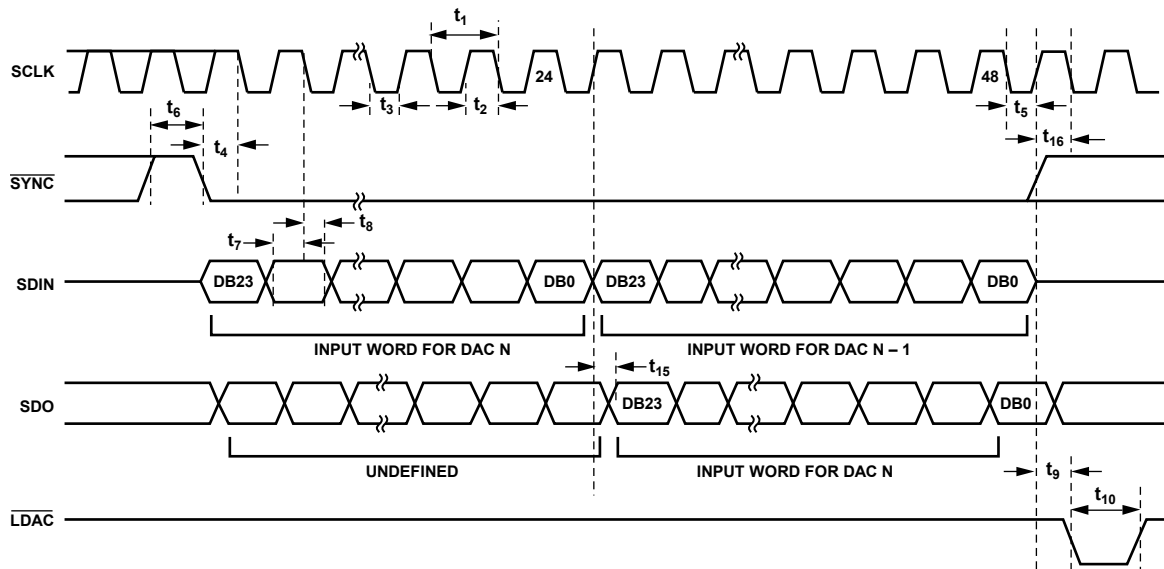 t1
SCLK
24
48
t3
t2
t5
t6
t4
t16
SYNC
t7
t8
SDIN
DB23
DB0
DB23
DB0
INPUT WORD FOR DAC N
INPUT WORD FOR DAC N – 1
t15
SDO
DB23
DB0
UNDEFINED
INPUT WORD FOR DAC N
t9
t10
LDAC